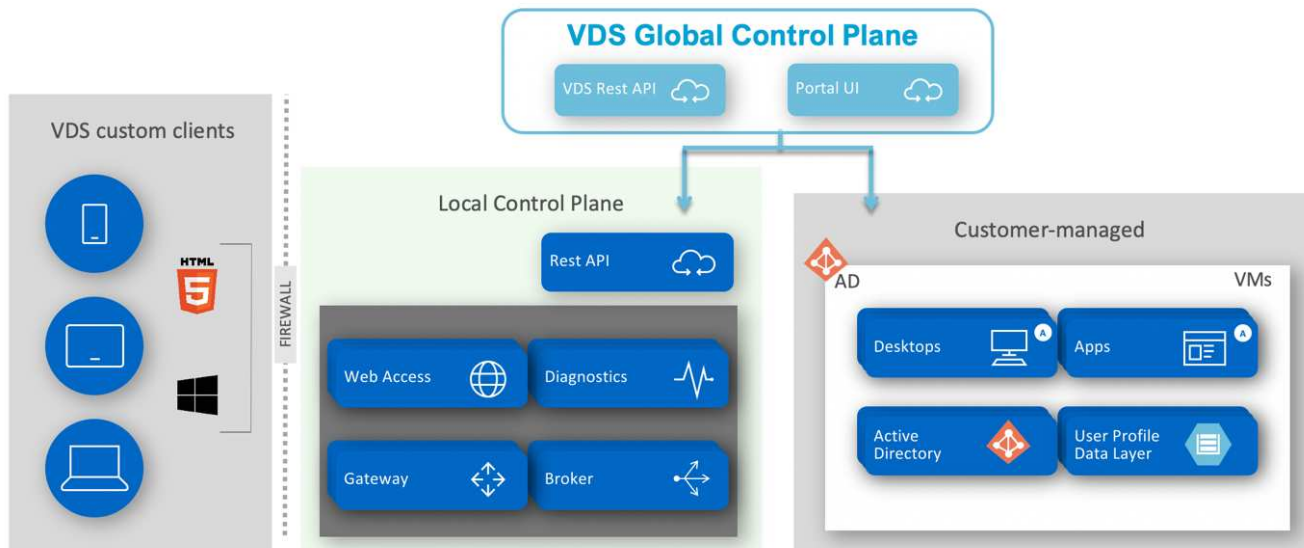 VDS Global Control Plane
VDS Rest API
Portal UI
VDS custom clients
HTML
5
FIREWALL
Local Control Plane
Rest API
Web Access
Diagnostics
Gateway
Broker
Customer-managed
AD
VMs
Desktops
A
Apps
A
Active
Directory
User Profile
Data Layer